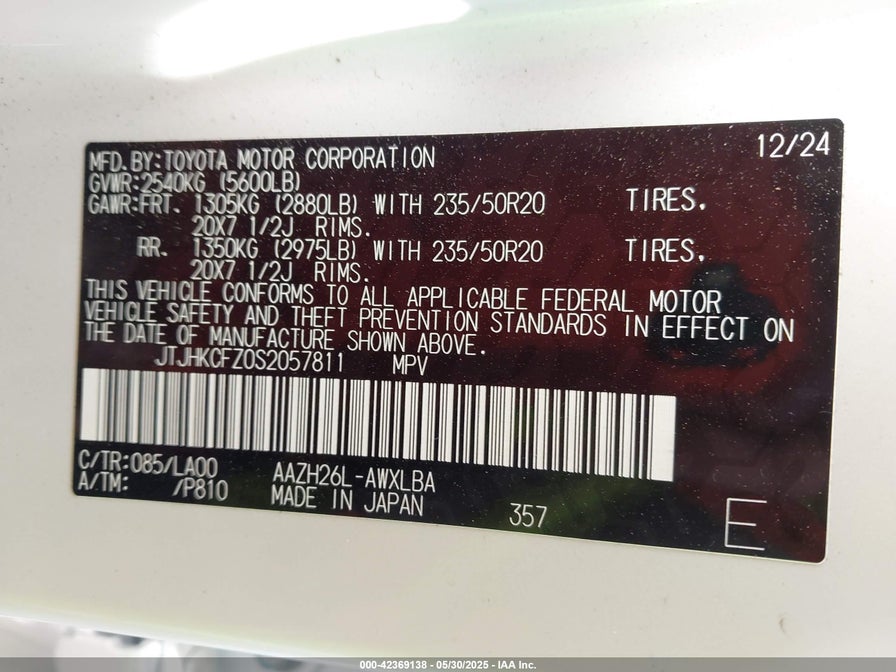 MFD. BY: TOYOTA MOTOR CORPORATION 12/24
GVWR: 2540KG (5600LB)
GAWR: FRT. 1305KG (2880LB) WITH 235/50R20 TIRES.
20X7 1/2J RIMS.
RR. 1350KG (2975LB) WITH 235/50R20 TIRES.
20X7 1/2J RIMS.
THIS VEHICLE CONFORMS TO ALL APPLICABLE FEDERAL MOTOR
VEHICLE SAFETY AND THEFT PREVENTION STANDARDS IN EFFECT ON
THE DATE OF MANUFACTURE SHOWN ABOVE.
JTJHKCFZ0S2057811 MPV
C/TR: 085/LA00 AAZH26L-AWXLBA
A/TM: /P810 MADE IN JAPAN 357 E
000-42369138 - 05/30/2025 - IAA Inc.